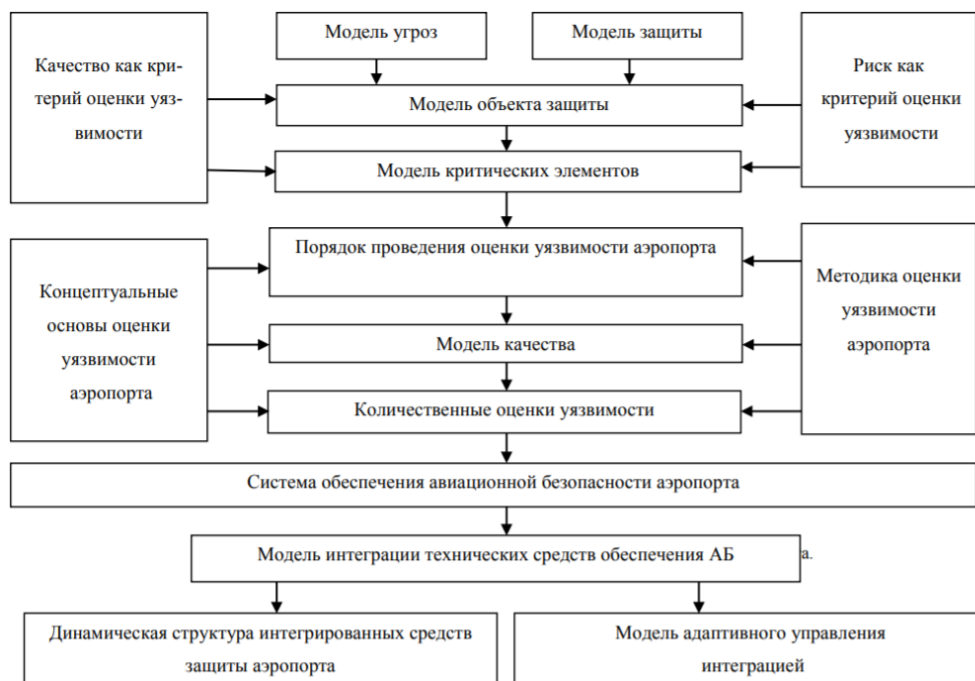 Модель угроз
Модель защиты
Качество как кри-
терий оценки уяз-
вимости
Риск как
критерий оценки
уязвимости
Модель объекта защиты
Модель критических элементов
Порядок проведения оценки уязвимости аэропорта
Концептуальные
основы оценки
уязвимости
аэропорта
Методика оценки
уязвимости
аэропорта
Модель качества
Количественные оценки уязвимости
Система обеспечения авиационной безопасности аэропорта
Модель интеграции технических средств обеспечения АБ
а.
Динамическая структура интегрированных средств
защиты аэропорта
Модель адаптивного управления
интеграцией